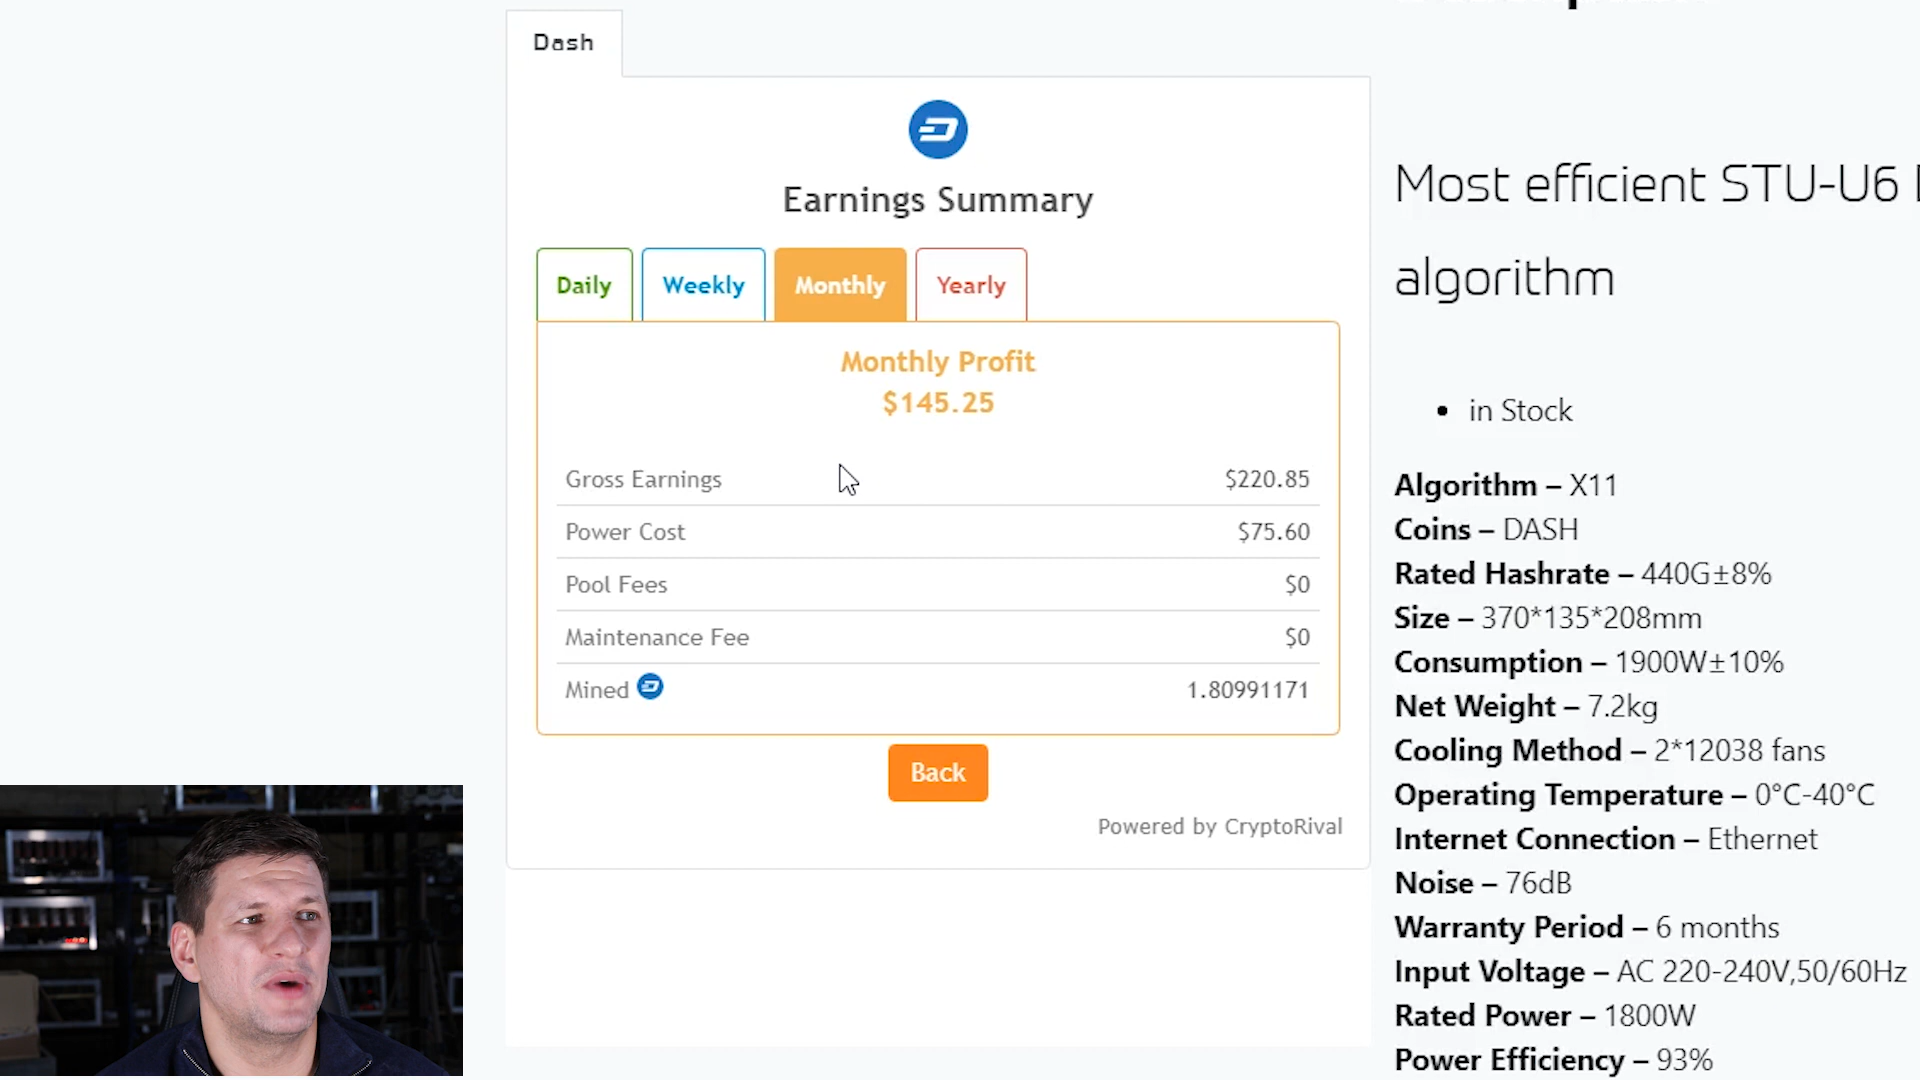 Dash
Earnings Summary
Daily Weekly Monthly Yearly
Monthly Profit
$145.25
Gross Earnings $220.85
Power Cost $75.60
Pool Fees $0
Maintenance Fee $0
Mined 1.80991171
Back
Powered by CryptoRival
Most efficient STU-U6
algorithm
• in Stock
Algorithm – X11
Coins – DASH
Rated Hashrate – 440G±8%
Size – 370*135*208mm
Consumption – 1900W±10%
Net Weight – 7.2kg
Cooling Method – 2*12038 fans
Operating Temperature – 0°C-40°C
Internet Connection – Ethernet
Noise – 76dB
Warranty Period – 6 months
Input Voltage – AC 220-240V,50/60Hz
Rated Power – 1800W
Power Efficiency – 93%